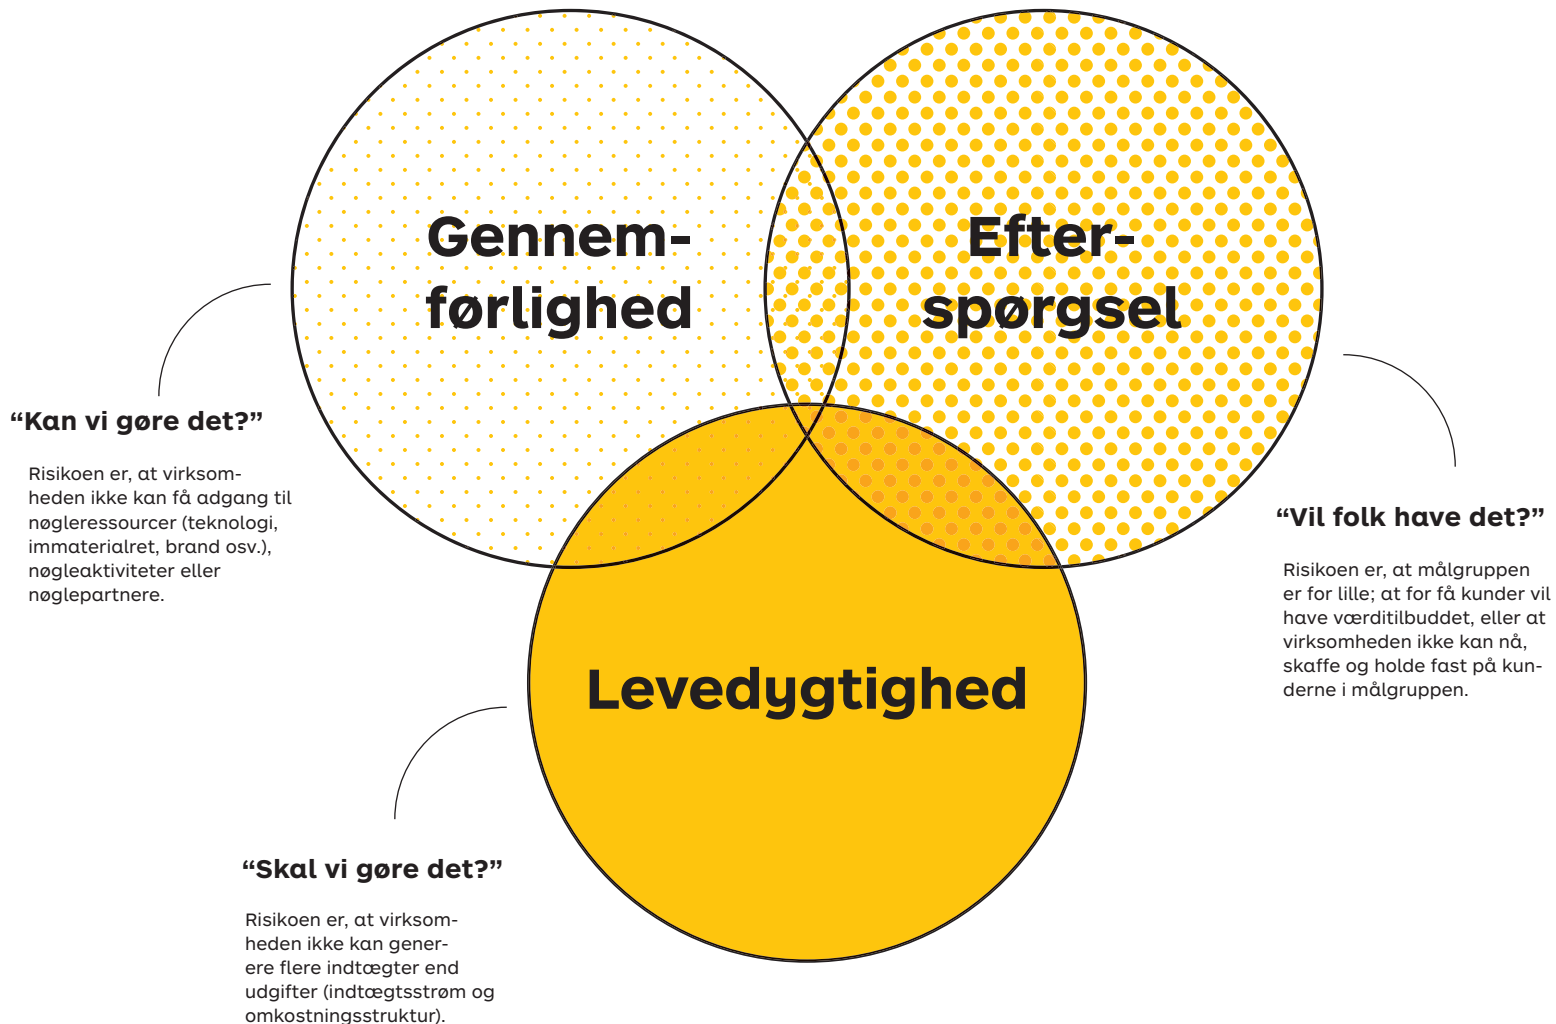 Gennem-
førlighed
Efter-
spørgsel
Levedygtighed
“Kan vi gøre det?”
Risikoen er, at virksom-
heden ikke kan få adgang til
nøgleressourcer (teknologi,
immaterialret, brand osv.),
nøgleaktiviteter eller
nøglepartnere.
“Vil folk have det?”
Risikoen er, at målgruppen
er for lille; at for få kunder vil
have værditilbuddet, eller at
virksomheden ikke kan nå,
skaffe og holde fast på kun-
derne i målgruppen.
“Skal vi gøre det?”
Risikoen er, at virksom-
heden ikke kan gener-
ere flere indtægter end
udgifter (indtægtsstrøm og
omkostningsstruktur).